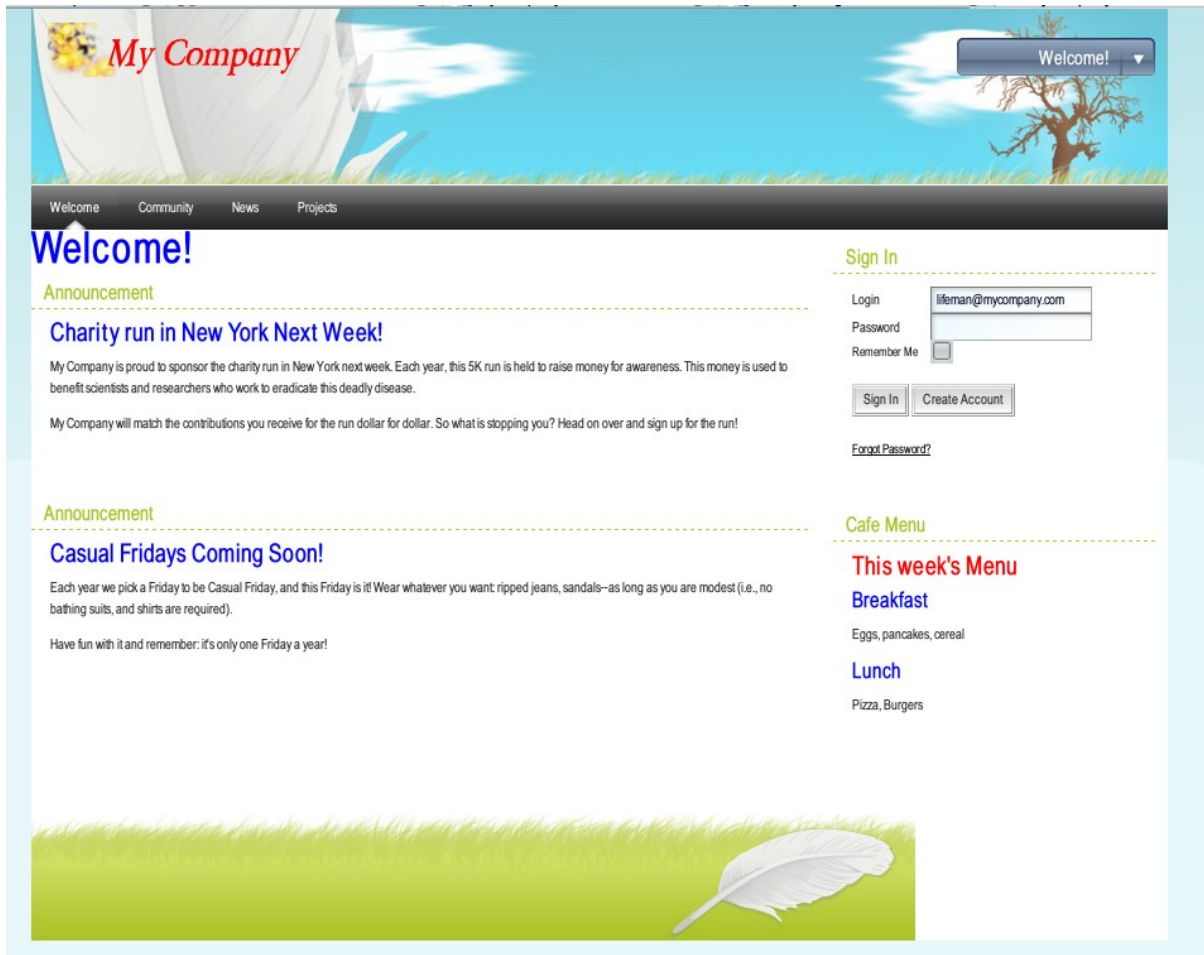 My Company
Welcome!
Welcome Community News Projects
Welcome!
Announcement
Charity run in New York Next Week!
My Company is proud to sponsor the charity run in New York next week. Each year, this 5K run is held to raise money for awareness. This money is used to
benefit scientists and researchers who work to eradicate this deadly disease.
My Company will match the contributions you receive for the run dollar for dollar. So what is stopping you? Head on over and sign up for the run!
Announcement
Casual Fridays Coming Soon!
Each year we pick a Friday to be Casual Friday, and this Friday is it! Wear whatever you want: ripped jeans, sandals--as long as you are modest (i.e., no
bathing suits, and shirts are required).
Have fun with it and remember: it's only one Friday a year!
Sign In
Login lifeman@mycompany.com
Password
Remember Me
Sign In Create Account
Forgot Password?
Cafe Menu
This week's Menu
Breakfast
Eggs, pancakes, cereal
Lunch
Pizza, Burgers